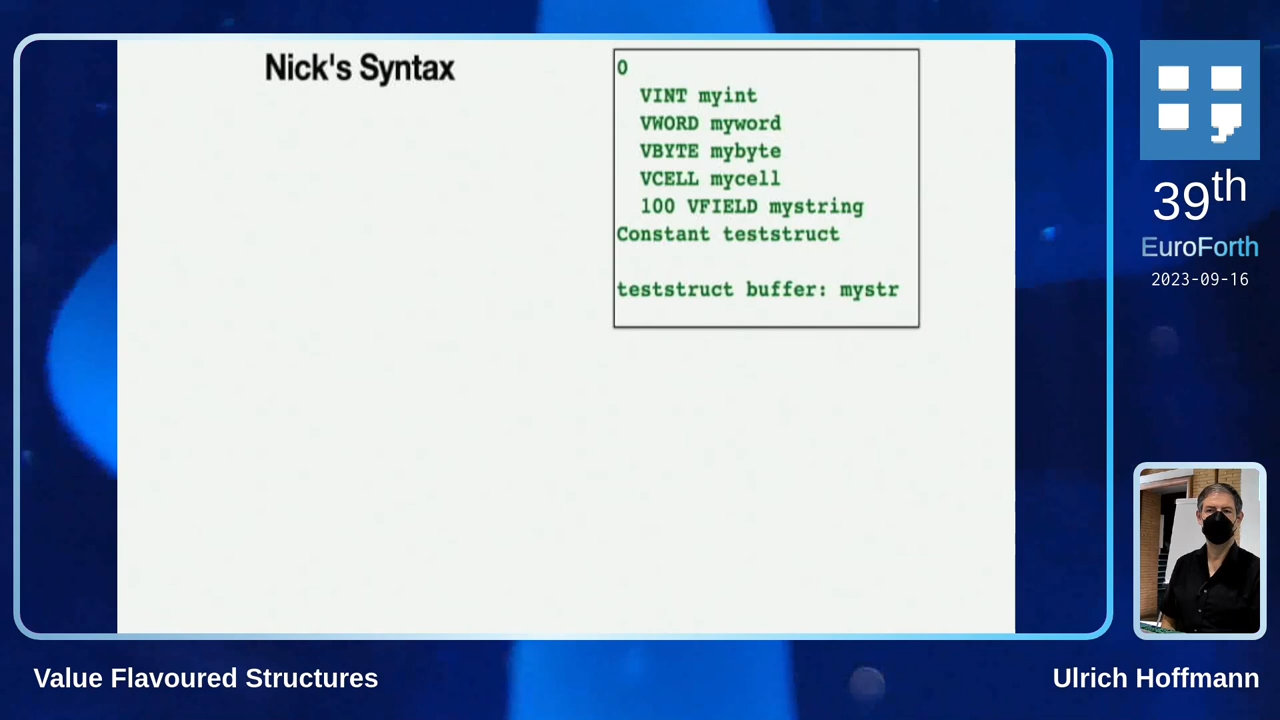 Nick's Syntax
0
VINT myint
VWORD myword
VBYTE mybyte
VCELL mycell
100 VFIELD mystring
Constant teststruct
teststruct buffer: mystr
39th
EuroForth
2023-09-16
Value Flavoured Structures
Ulrich Hoffmann